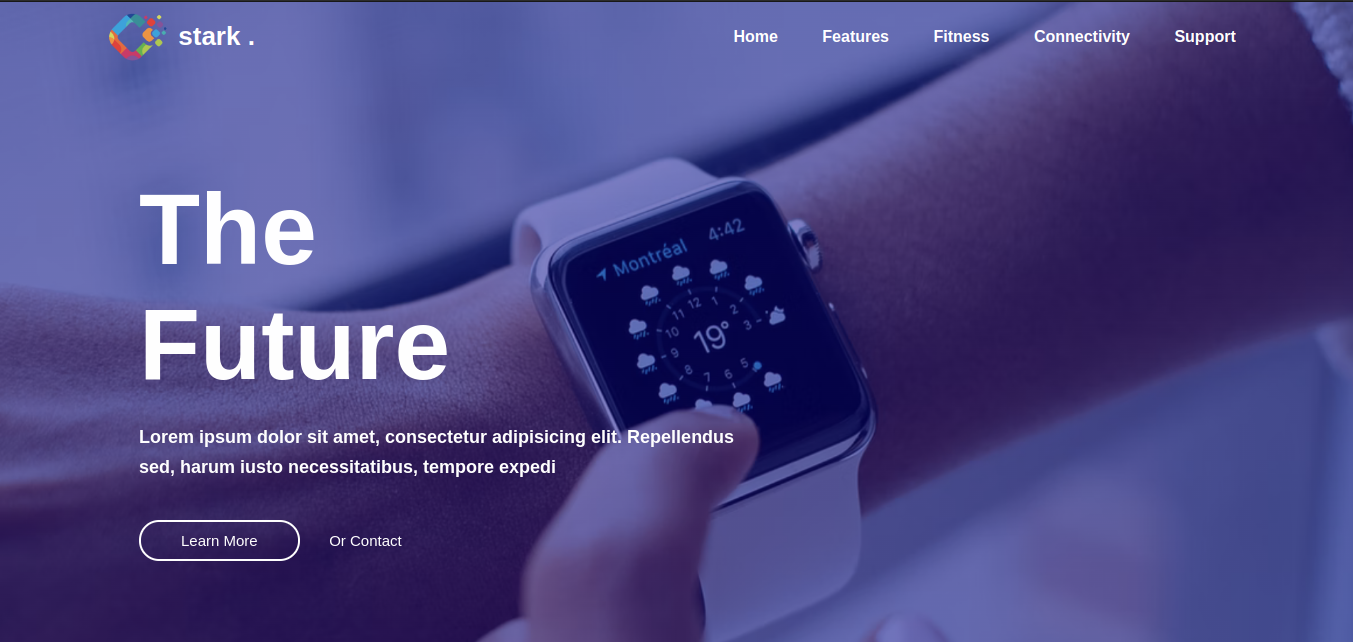 stark .
Home Features Fitness Connectivity Support
The
Future
Montréal 4:42
12 1 2 3 5 6 7 8 9 10 11
19°
Lorem ipsum dolor sit amet, consectetur adipisicing elit. Repellendus
sed, harum iusto necessitatibus, tempore expedi
Learn More Or Contact